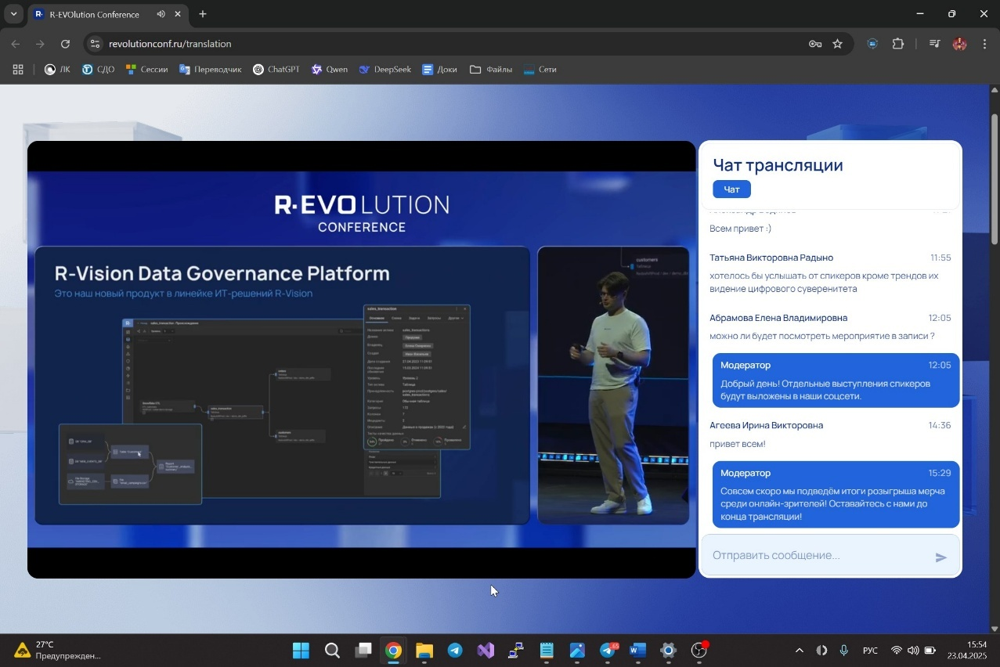 R-EVOlution Conference
revolutionconf.ru/translation
ЛК
СДО
Сессии
Переводчик
ChatGPT
Qwen
DeepSeek
Доки
Файлы
Сети
R·EVOLUTION
CONFERENCE
R-Vision Data Governance Platform
Это наш новый продукт в линейке ИТ-решений R-Vision
sales_transaction
customers
Чат трансляции
Чат
Всем привет :)
Татьяна Викторовна Радыно 11:55
хотелось бы услышать от спикеров кроме трендов их
видение цифрового суверенитета
Абрамова Елена Владимировна 12:05
можно ли будет посмотреть мероприятие в записи ?
Модератор 12:05
Добрый день! Отдельные выступления спикеров
будут выложены в наши соцсети.
Агеева Ирина Викторовна 14:36
привет всем!
Модератор 15:29
Совсем скоро мы подведём итоги розыгрыша мерча
среди онлайн-зрителей! Оставайтесь с нами до
конца трансляции!
Отправить сообщение...
27°C
Предупрежден...
РУС
15:54
23.04.2025